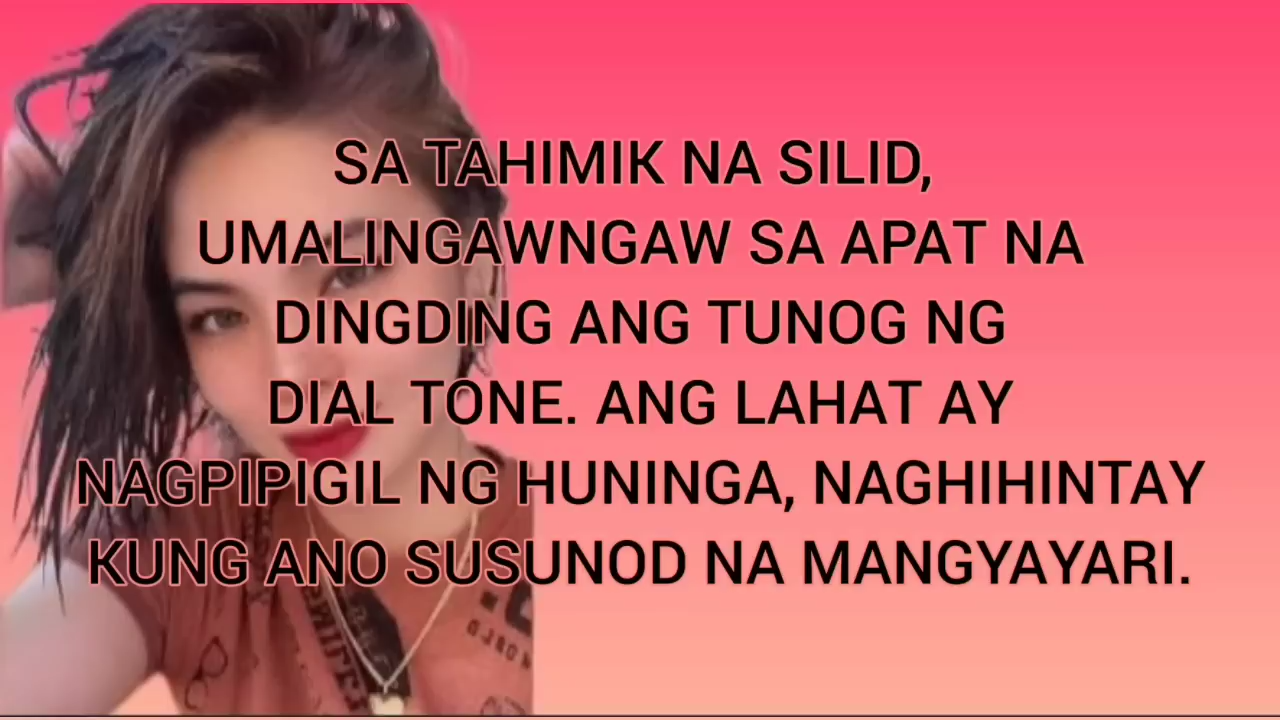 SA TAHIMIK NA SILID,
UMALINGAWNGAW SA APAT NA
DINGDING ANG TUNOG NG
DIAL TONE. ANG LAHAT AY
NAGPIPIGIL NG HUNINGA, NAGHIHINTAY
KUNG ANO SUSUNOD NA MANGYAYARI.